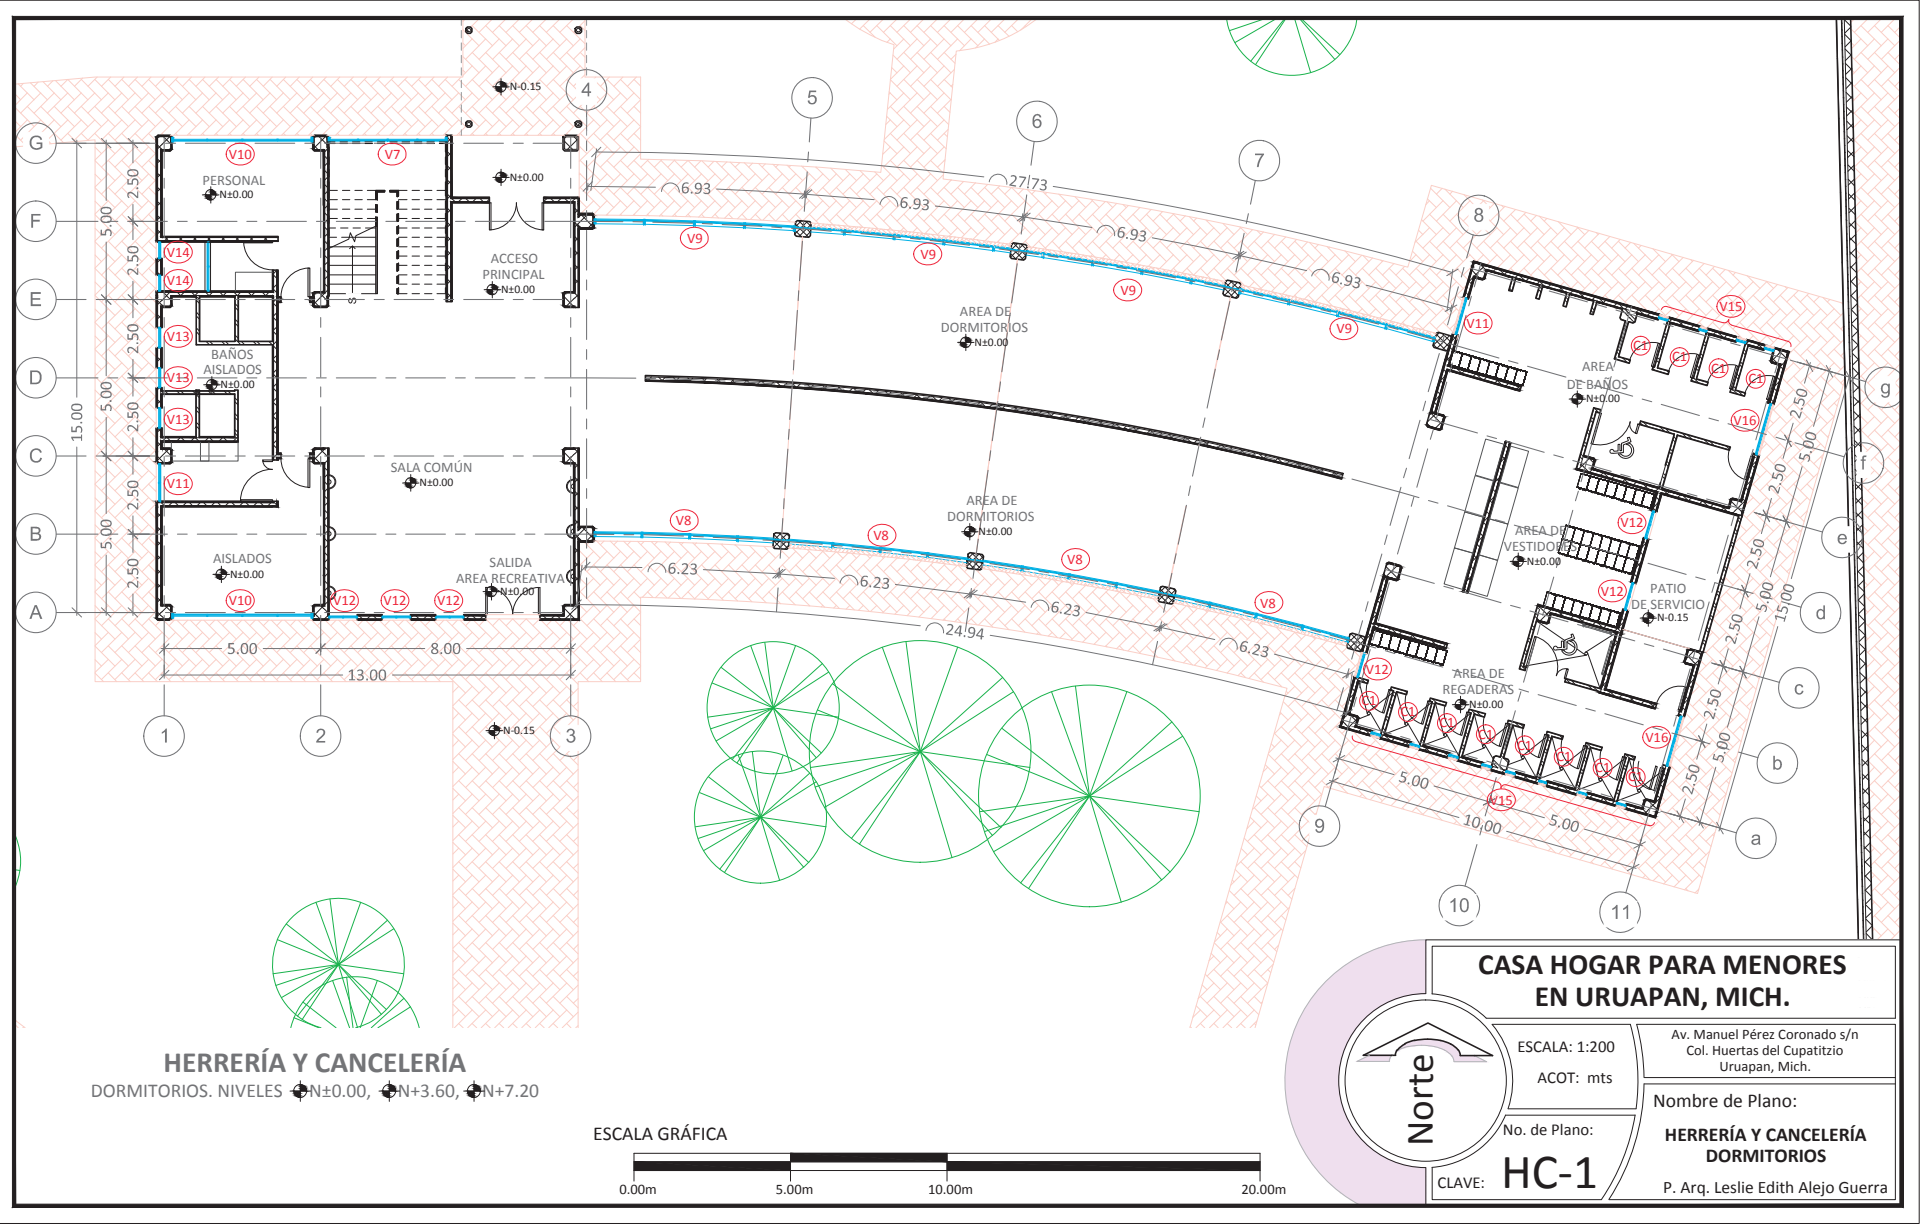 N-0.15
4
5
6
7
8
G
F
E
D
C
B
A
15.00
5.00
5.00
5.00
2.50
2.50
2.50
2.50
2.50
2.50
V10
V7
PERSONAL
N±0.00
N±0.00
V14
V14
ACCESO
PRINCIPAL
N±0.00
S
V13
V13
V13
BAÑOS
AISLADOS
N±0.00
V11
SALA COMÚN
N±0.00
AISLADOS
N±0.00
V10
V12
V12
V12
SALIDA
AREA RECREATIVA
N±0.00
5.00
8.00
13.00
1
2
3
N-0.15
27.73
6.93
6.93
6.93
6.93
V9
V9
V9
V9
AREA DE
DORMITORIOS
N±0.00
AREA DE
DORMITORIOS
N±0.00
V8
V8
V8
V8
6.23
6.23
6.23
6.23
24.94
V11
V15
C1
C1
C1
C1
AREA
DE BAÑOS
N±0.00
V16
V12
V12
AREA DE
VESTIDORES
N±0.00
PATIO
DE SERVICIO
N-0.15
V12
AREA DE
REGADERAS
N±0.00
C1
C1
C1
C1
C1
C1
C1
C1
V16
V15
5.00
5.00
10.00
2.50
2.50
2.50
2.50
2.50
2.50
5.00
5.00
5.00
15.00
g
f
e
d
c
b
a
9
10
11
HERRERÍA Y CANCELERÍA
DORMITORIOS. NIVELES N±0.00, N+3.60, N+7.20
ESCALA GRÁFICA
0.00m 5.00m 10.00m 20.00m
CASA HOGAR PARA MENORES
EN URUAPAN, MICH.
Norte
ESCALA: 1:200
ACOT: mts
Av. Manuel Pérez Coronado s/n
Col. Huertas del Cupatitzio
Uruapan, Mich.
No. de Plano:
CLAVE: HC-1
Nombre de Plano:
HERRERÍA Y CANCELERÍA
DORMITORIOS
P. Arq. Leslie Edith Alejo Guerra